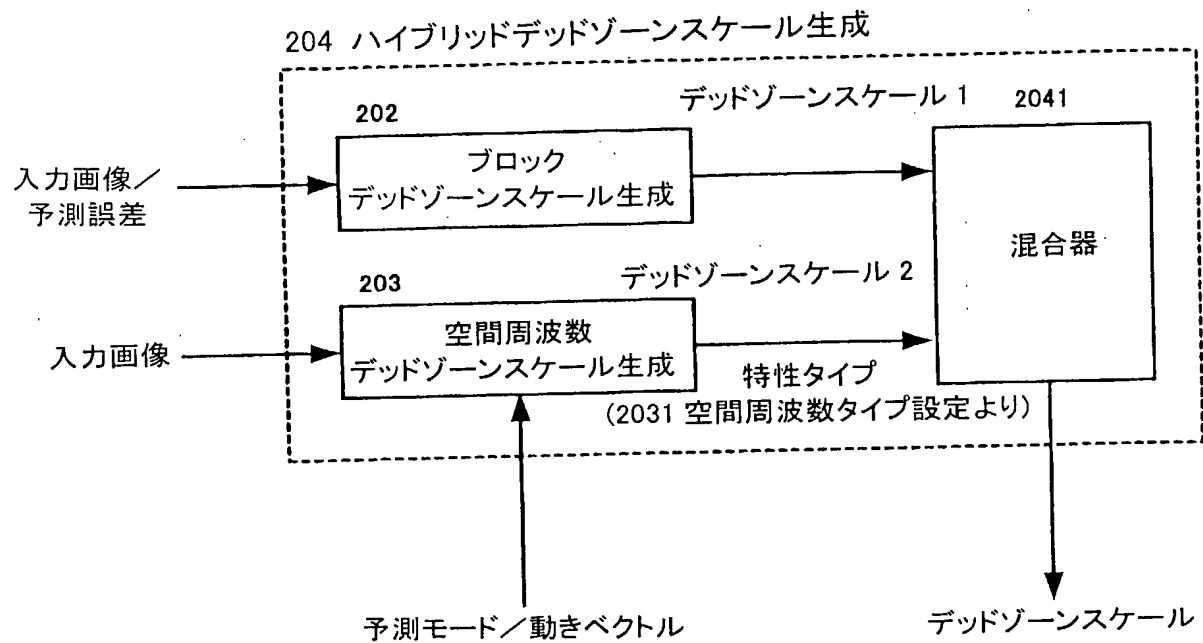 204 ハイブリッドデッドゾーンスケール生成
デッドゾーンスケール 1
2041
202
ブロック
デッドゾーンスケール生成
入力画像／
予測誤差
混合器
デッドゾーンスケール 2
203
空間周波数
デッドゾーンスケール生成
入力画像
特性タイプ
(2031 空間周波数タイプ設定より)
予測モード／動きベクトル
デッドゾーンスケール